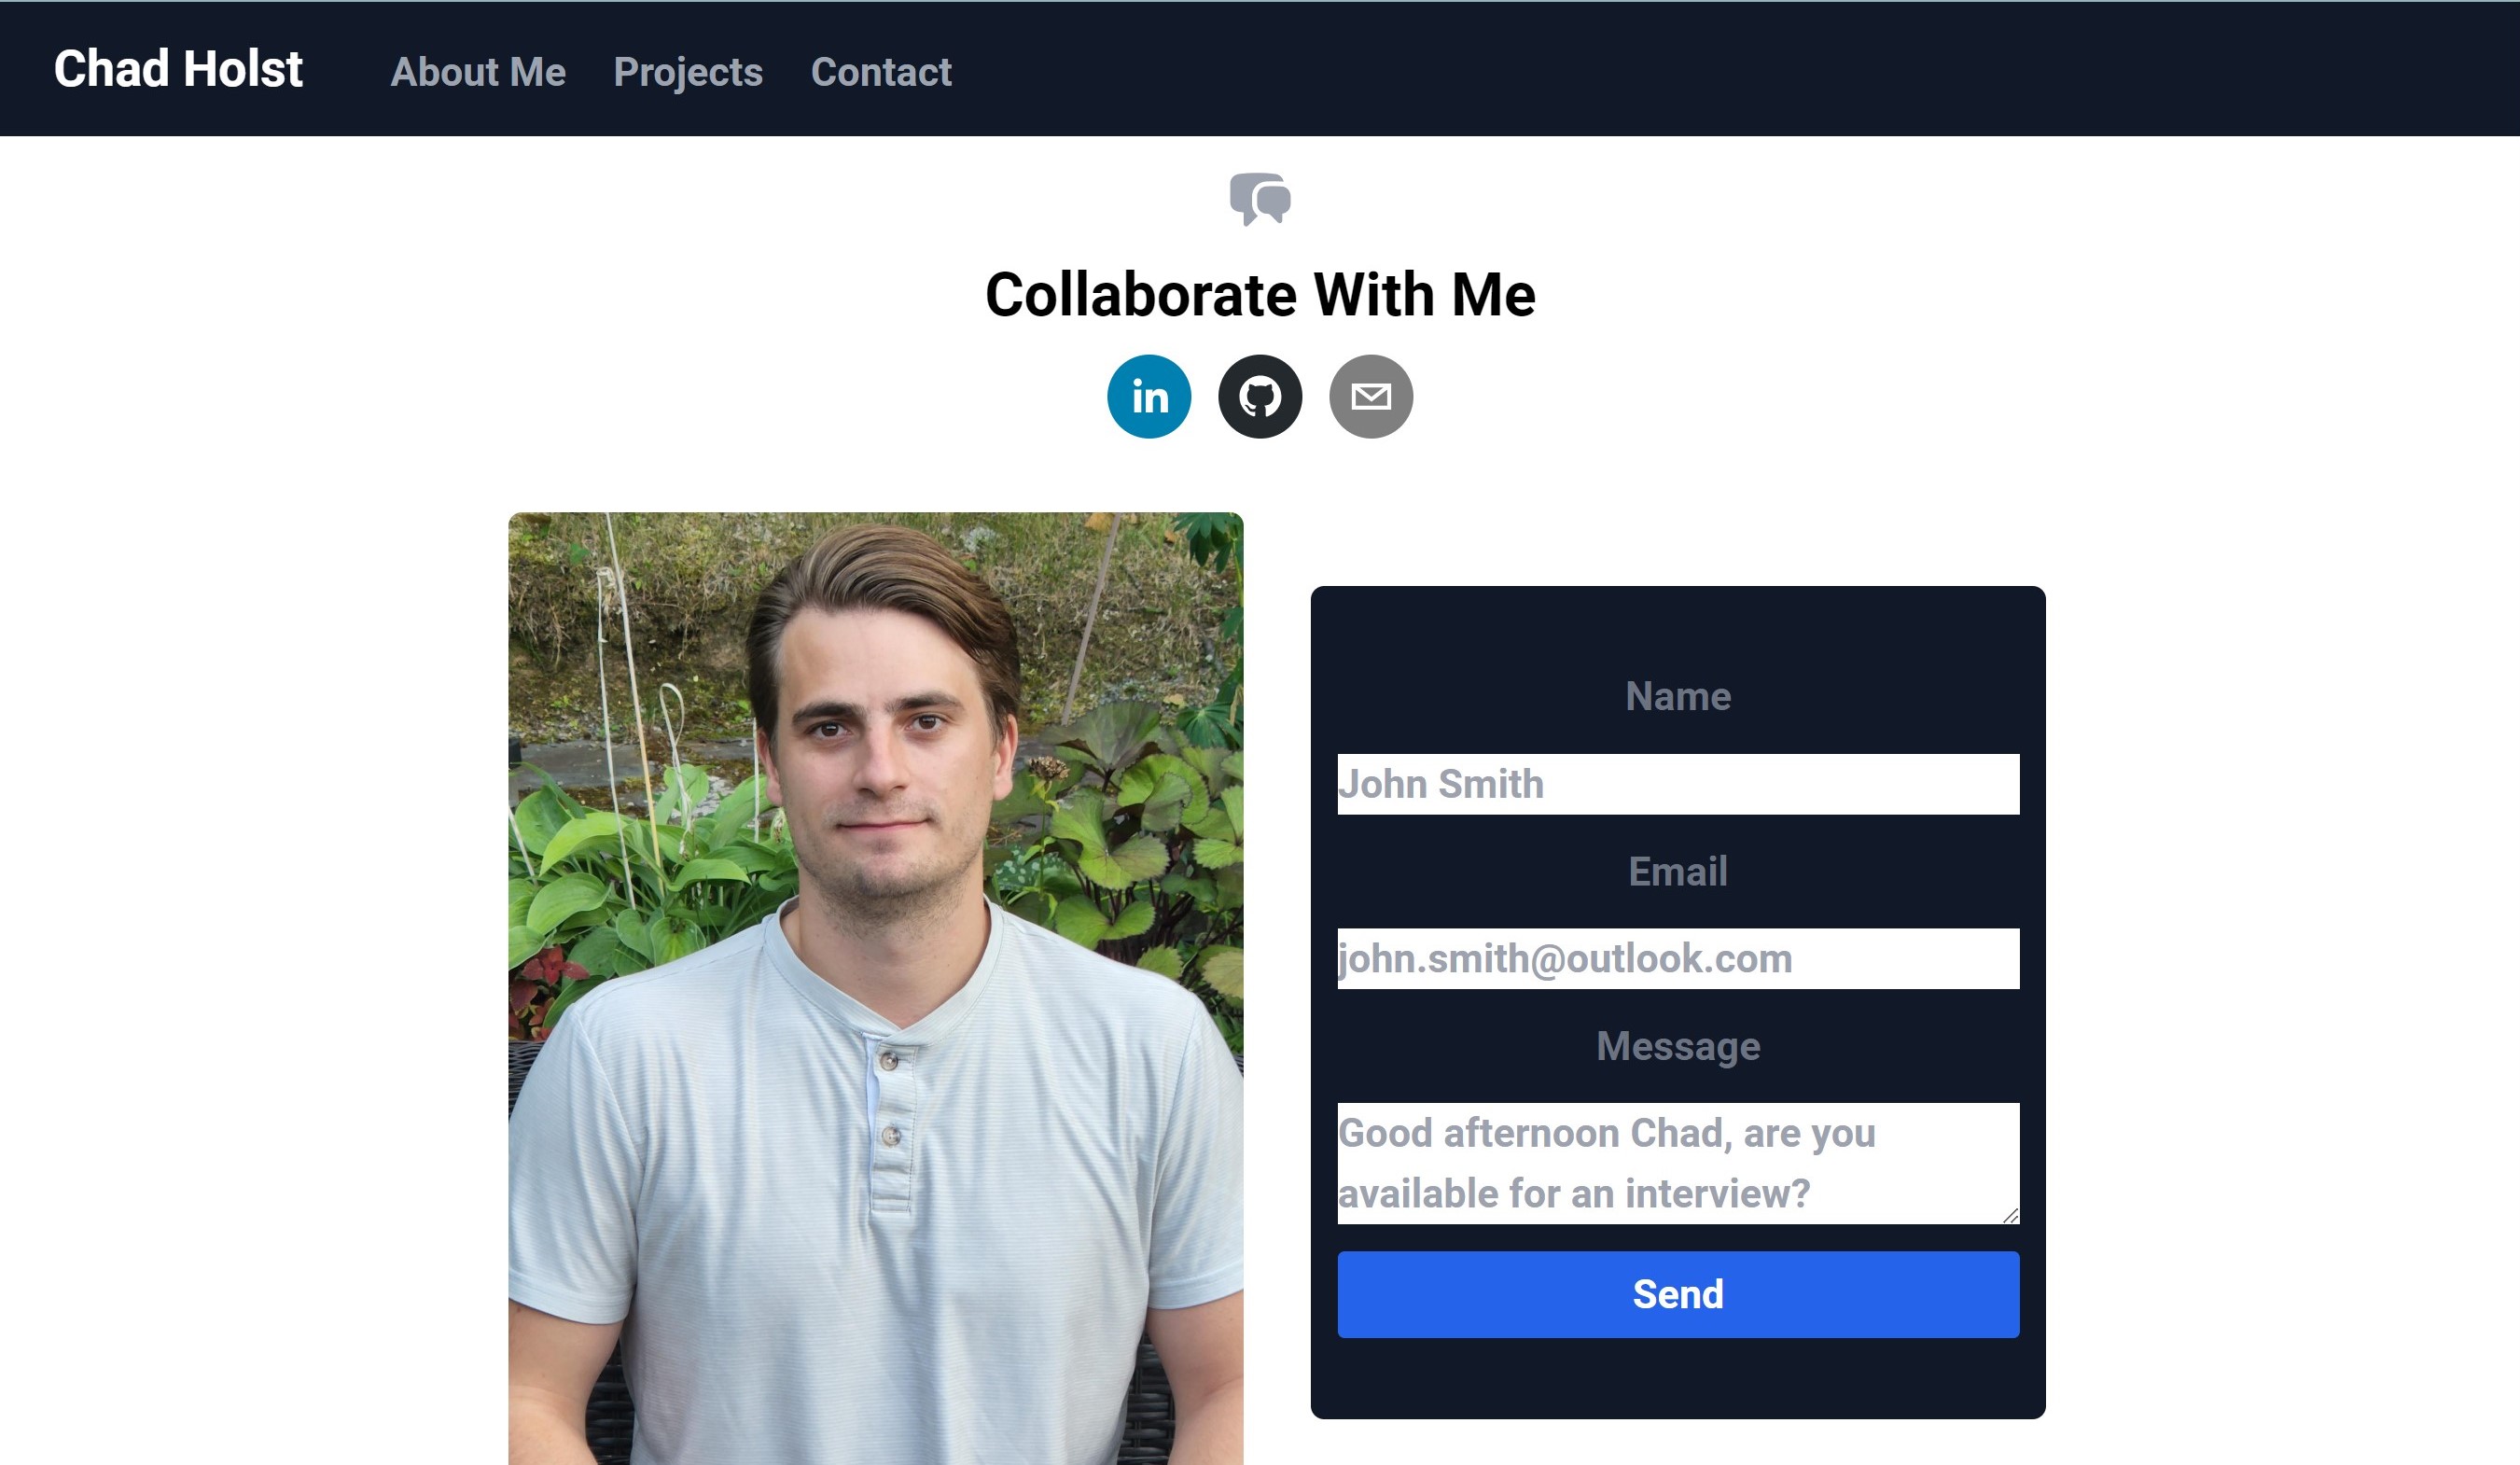 Chad Holst About Me Projects Contact
Collaborate With Me
in
Name
John Smith
Email
john.smith@outlook.com
Message
Good afternoon Chad, are you
available for an interview?
Send